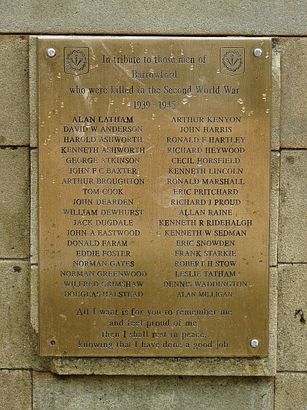 In tribute to those men of
Barrowford
who were killed in the Second World War
1939 - 1945
ALAN LATHAM ARTHUR KENYON
DAVID W ANDERSON JOHN HARRIS
HAROLD ASHWORTH RONALD F HARTLEY
KENNETH ASHWORTH RICHARD HEYWOOD
GEORGE ATKINSON CECIL HORSFIELD
JOHN F C BAXTER KENNETH LINCOLN
ARTHUR BROUGHTON RONALD MARSHALL
TOM COOK ERIC PRITCHARD
JOHN DEARDEN RICHARD I PROUD
WILLIAM DEWHURST ALLAN RAINE
JACK DUGDALE KENNETH R RIDEHALGH
JOHN A EASTWOOD KENNETH W SEDMAN
DONALD FARAM ERIC SNOWDEN
EDDIE FOSTER FRANK STARKIE
NORMAN GATES ROBERT H STOW
NORMAN GREENWOOD LESLIE TATHAM
WILFRED GRIMSHAW DENNIS WADDINGTON
DOUGLAS HALSTEAD ALAN MILLIGAN
All I want is for you to remember me
and feel proud of me
then I shall rest in peace,
knowing that I have done a good job